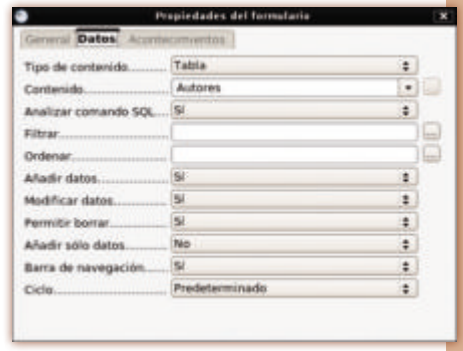 Propiedades del formulario
General Datos Acontecimientos
Tipo de contenido Tabla
Contenido Autores
Analizar comando SQL Sí
Filtrar
Ordenar
Añadir datos Sí
Modificar datos Sí
Permitir borrar Sí
Añadir sólo datos No
Barra de navegación Sí
Ciclo Predeterminado